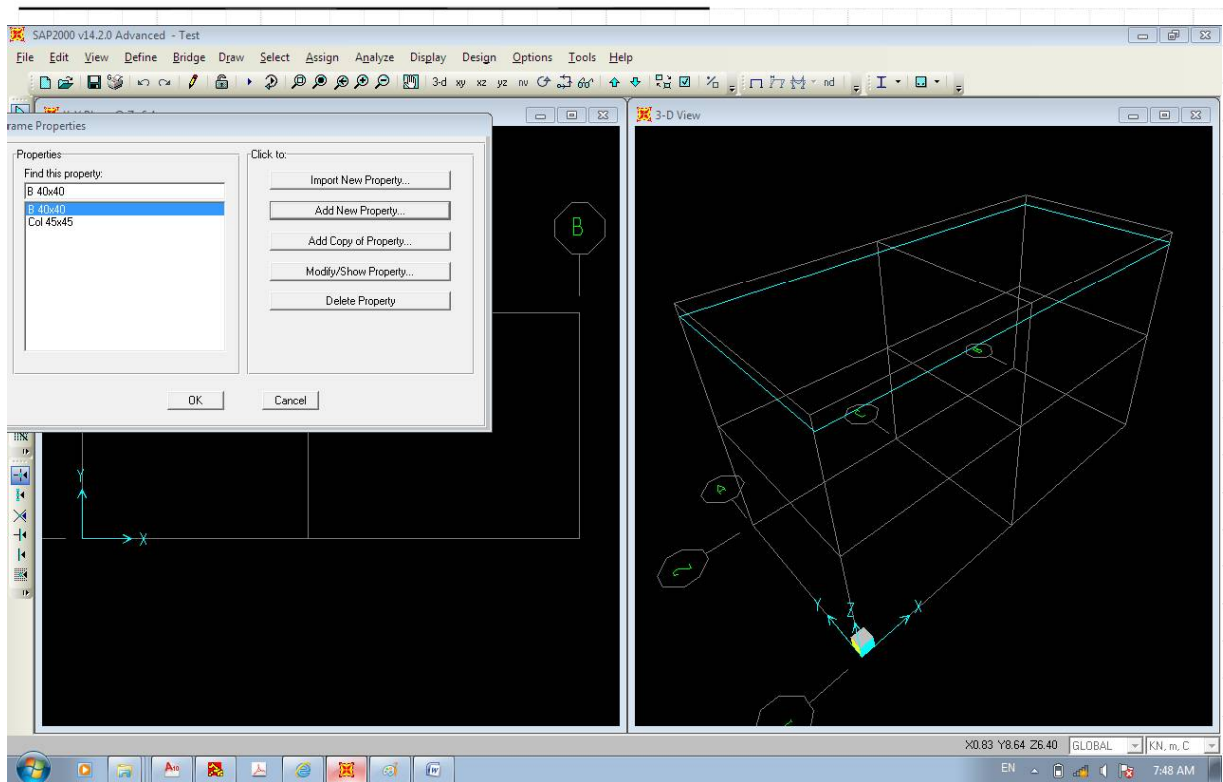 SAP2000 v14.2.0 Advanced - Test
File Edit View Define Bridge Draw Select Assign Analyze Display Design Options Tools Help
3-d xy xz yz nv
nd
rame Properties
Properties
Find this property:
B 40x40
B 40x40
Col 45x45
Click to:
Import New Property...
Add New Property...
Add Copy of Property...
Modify/Show Property...
Delete Property
OK Cancel
B
Y
X
3-D View
Y
Z
X
X0.83 Y8.64 Z6.40 GLOBAL KN, m, C
EN 7:48 AM